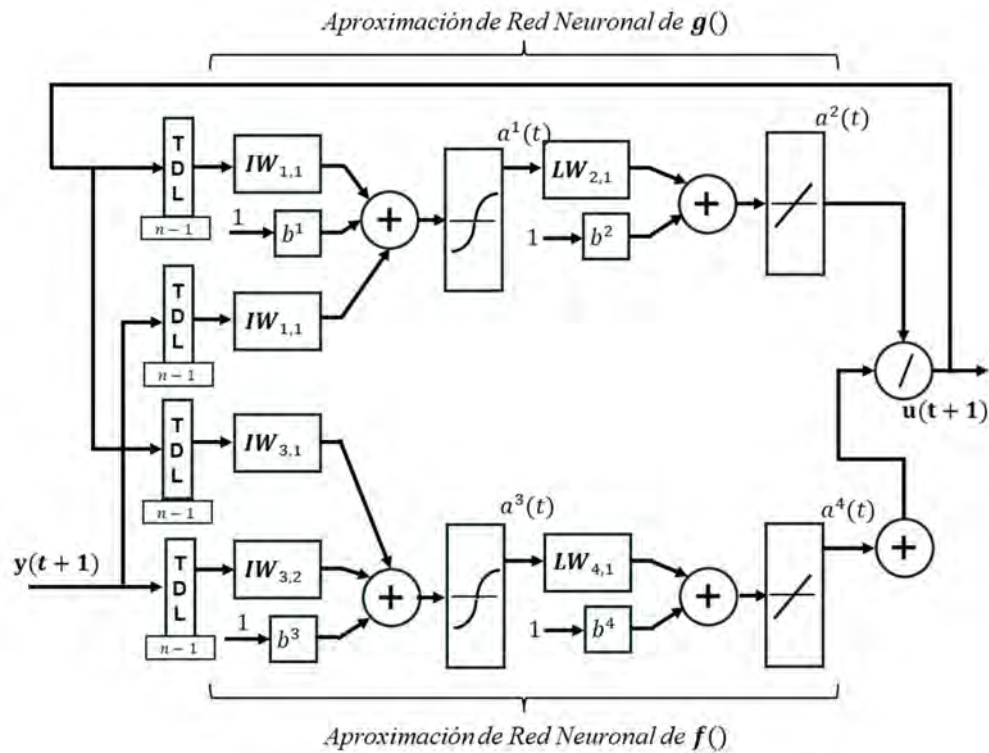 Aproximación de Red Neuronal de g()
T
D
L
n − 1
IW₁,₁
1
b¹
a¹(t)
LW₂,₁
1
b²
a²(t)
T
D
L
n − 1
IW₁,₁
u(t + 1)
T
D
L
n − 1
IW₃,₁
y(t + 1)
T
D
L
n − 1
IW₃,₂
1
b³
a³(t)
LW₄,₁
1
b⁴
a⁴(t)
Aproximación de Red Neuronal de f()